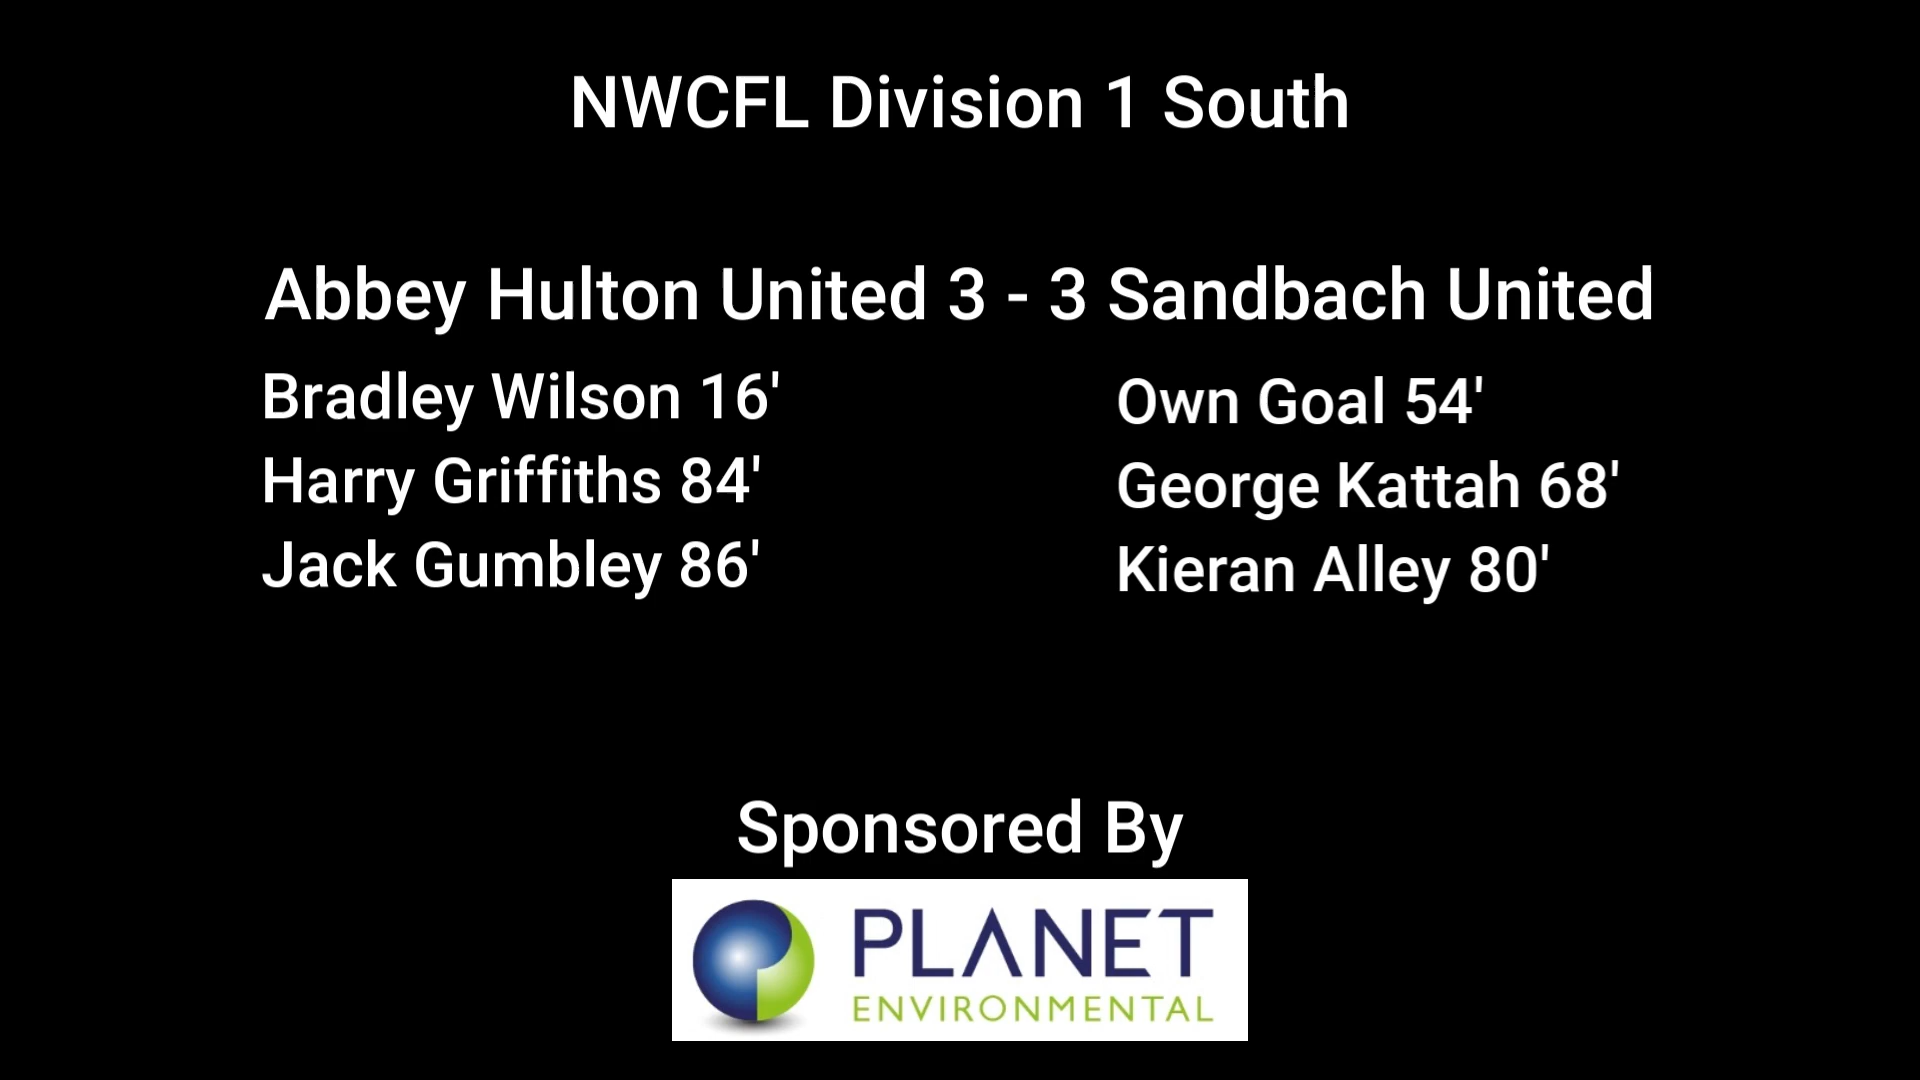 NWCFL Division 1 South
Abbey Hulton United 3 - 3 Sandbach United
Bradley Wilson 16'
Harry Griffiths 84'
Jack Gumbley 86'
Own Goal 54'
George Kattah 68'
Kieran Alley 80'
Sponsored By
PLANET
ENVIRONMENTAL